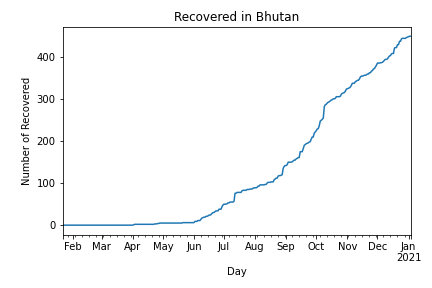 Recovered in Bhutan
Number of Recovered
400
300
200
100
0
Feb Mar Apr May Jun Jul Aug Sep Oct Nov Dec Jan
2021
Day